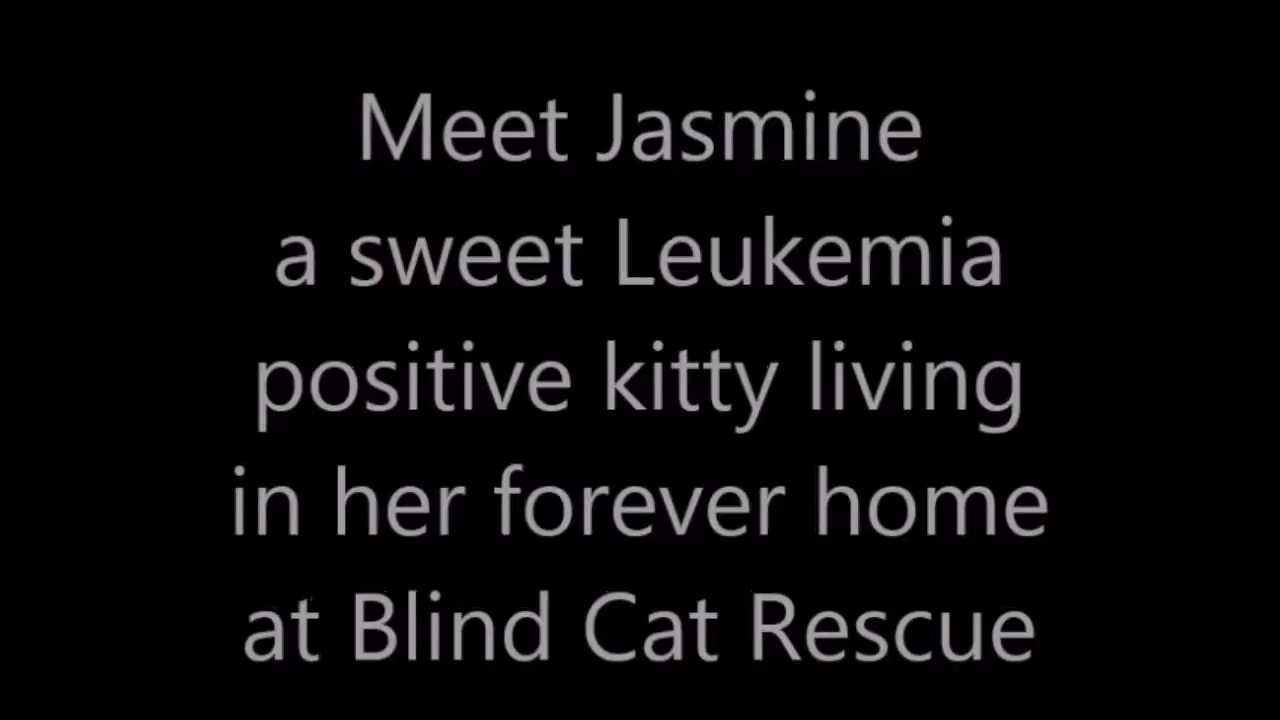 Meet Jasmine
a sweet Leukemia
positive kitty living
in her forever home
at Blind Cat Rescue